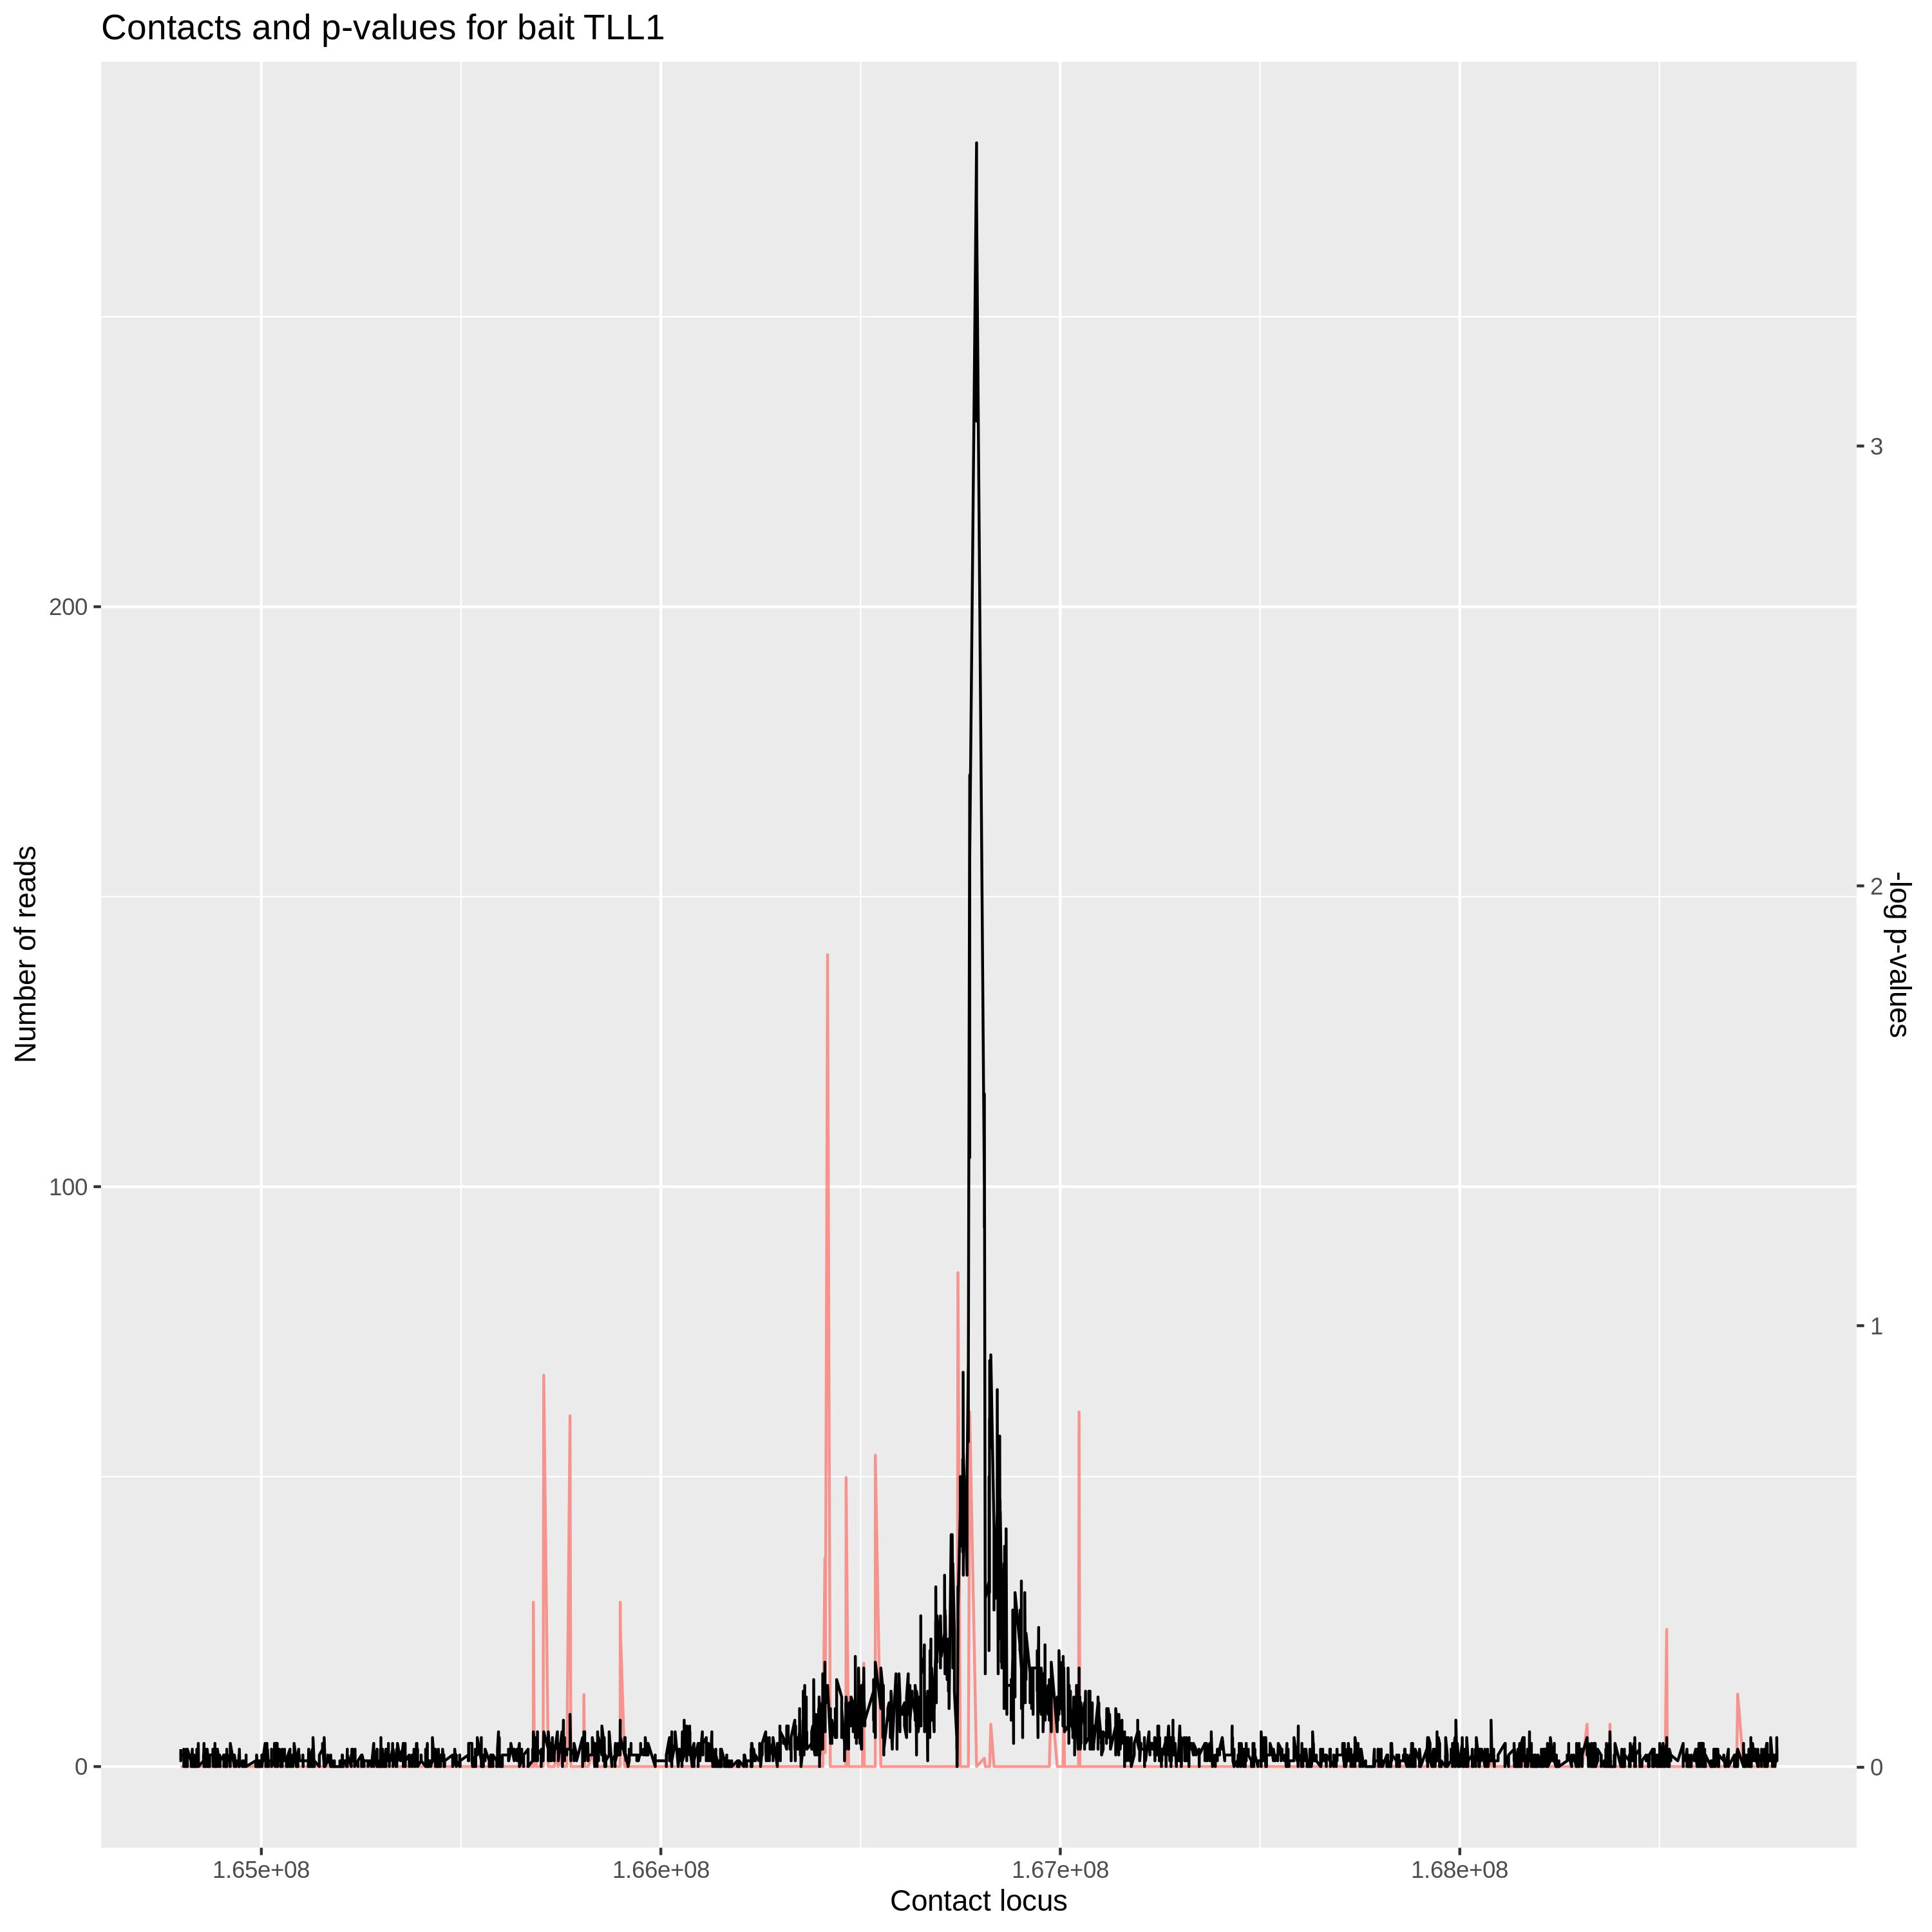 Contacts and p-values for bait TLL1
Number of reads
200
100
0
3
2
1
0
-log p-values
1.65e+08 1.66e+08 1.67e+08 1.68e+08
Contact locus